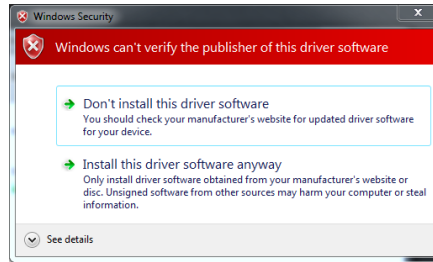 Windows Security
x
Windows can't verify the publisher of this driver software
Don't install this driver software
You should check your manufacturer's website for updated driver software
for your device.
Install this driver software anyway
Only install driver software obtained from your manufacturer's website or
disc. Unsigned software from other sources may harm your computer or steal
information.
See details